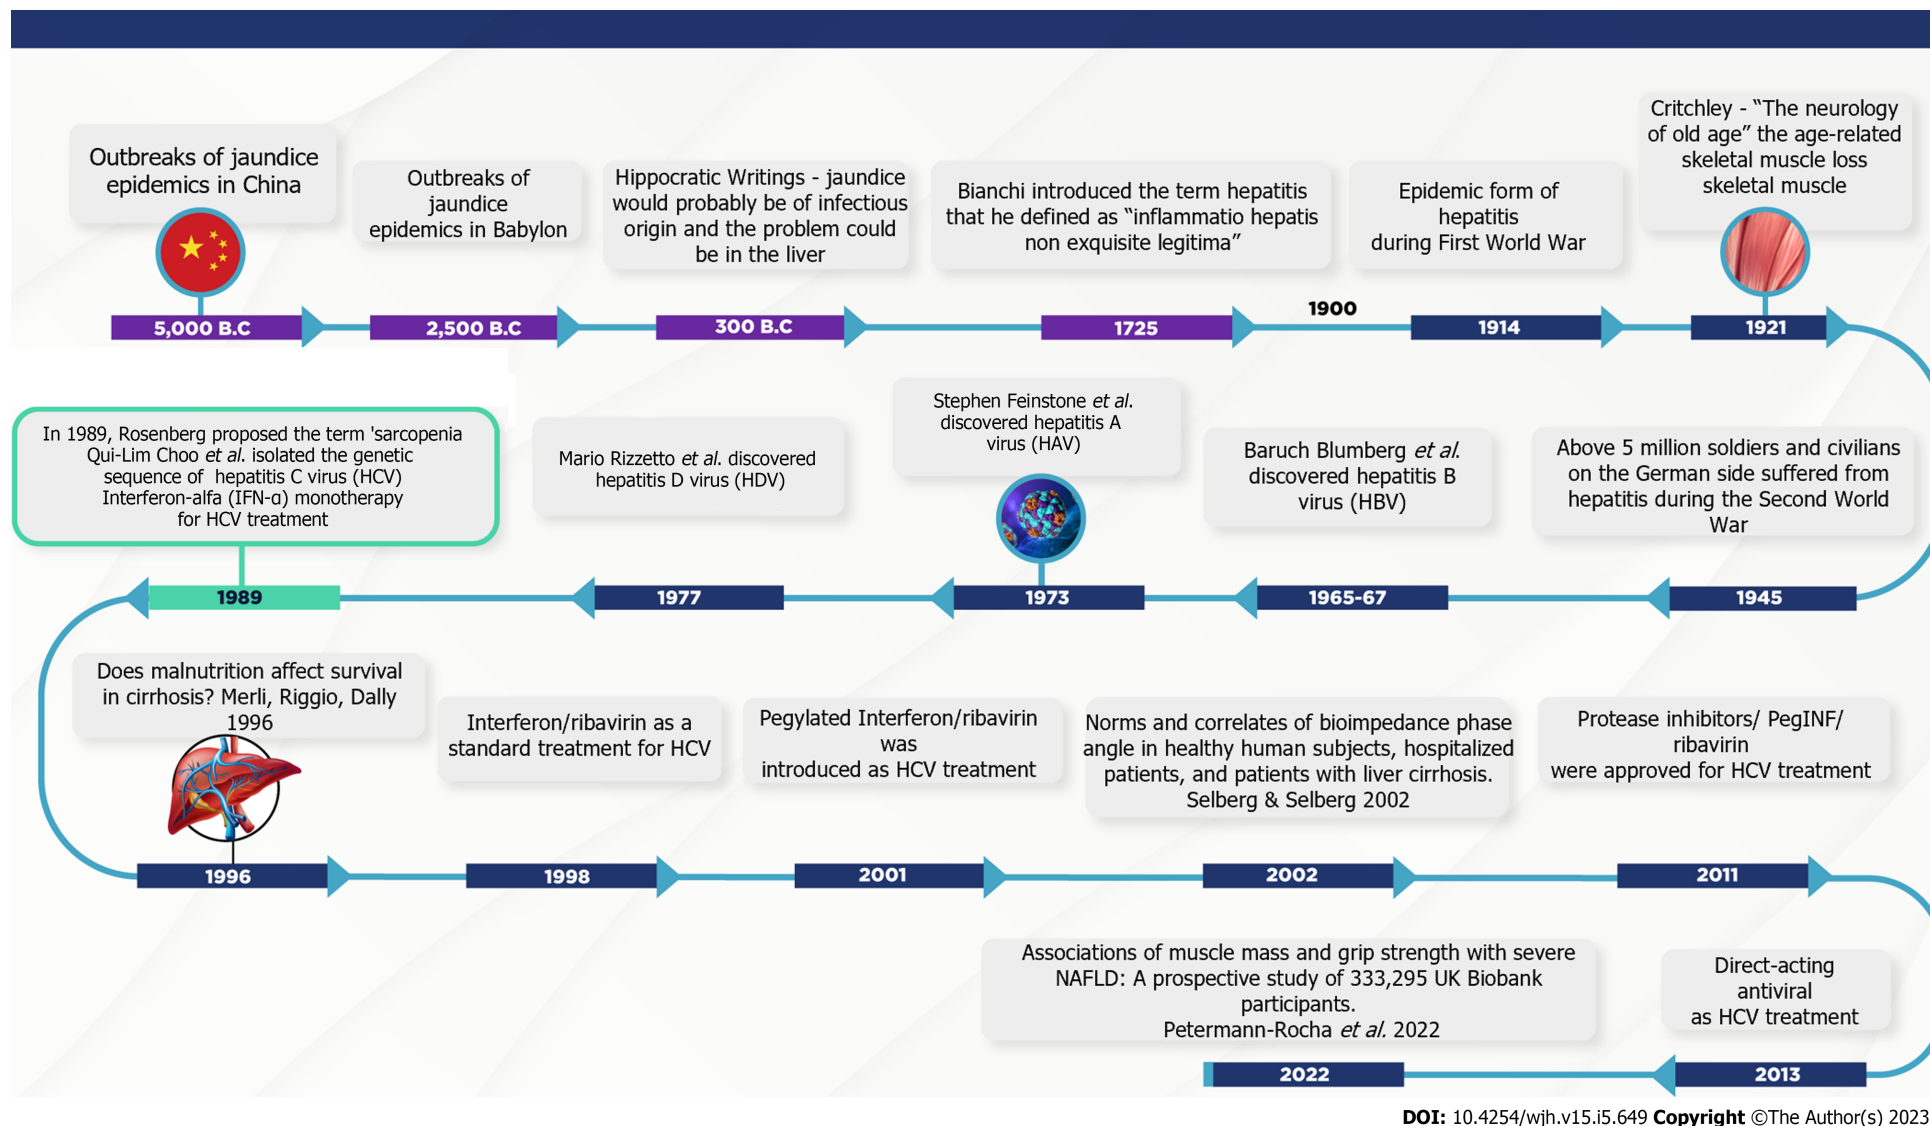 Outbreaks of jaundice
epidemics in China
5,000 B.C
Outbreaks of
jaundice
epidemics in Babylon
2,500 B.C
Hippocratic Writings - jaundice
would probably be of infectious
origin and the problem could
be in the liver
300 B.C
Bianchi introduced the term hepatitis
that he defined as “inflammatio hepatis
non exquisite legitima”
1725
1900
Epidemic form of
hepatitis
during First World War
1914
Critchley - “The neurology
of old age” the age-related
skeletal muscle loss
skeletal muscle
1921
Above 5 million soldiers and civilians
on the German side suffered from
hepatitis during the Second World
War
1945
Baruch Blumberg et al.
discovered hepatitis B
virus (HBV)
1965-67
Stephen Feinstone et al.
discovered hepatitis A
virus (HAV)
1973
Mario Rizzetto et al. discovered
hepatitis D virus (HDV)
1977
In 1989, Rosenberg proposed the term 'sarcopenia
Qui-Lim Choo et al. isolated the genetic
sequence of hepatitis C virus (HCV)
Interferon-alfa (IFN-α) monotherapy
for HCV treatment
1989
Does malnutrition affect survival
in cirrhosis? Merli, Riggio, Dally
1996
1996
Interferon/ribavirin as a
standard treatment for HCV
1998
Pegylated Interferon/ribavirin
was
introduced as HCV treatment
2001
Norms and correlates of bioimpedance phase
angle in healthy human subjects, hospitalized
patients, and patients with liver cirrhosis.
Selberg & Selberg 2002
2002
Protease inhibitors/ PegINF/
ribavirin
were approved for HCV treatment
2011
Direct-acting
antiviral
as HCV treatment
2013
Associations of muscle mass and grip strength with severe
NAFLD: A prospective study of 333,295 UK Biobank
participants.
Petermann-Rocha et al. 2022
2022
DOI: 10.4254/wjh.v15.i5.649 Copyright ©The Author(s) 2023